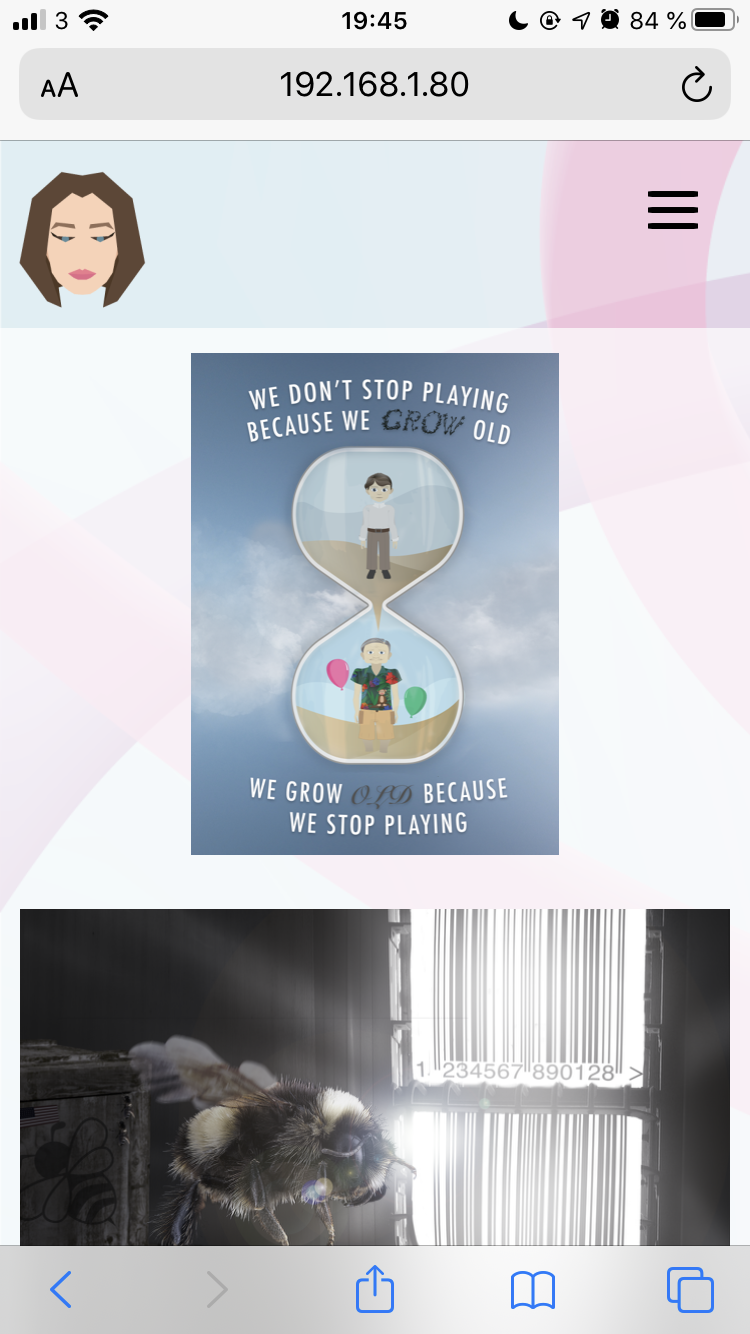 3
19:45
84 %
AA
192.168.1.80
WE DON'T STOP PLAYING
BECAUSE WE GROW OLD
WE GROW OLD BECAUSE
WE STOP PLAYING
1 234567 890128 >